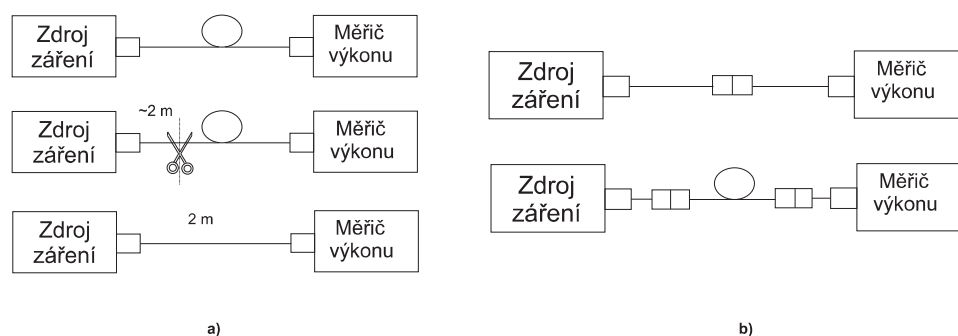 Zdroj
záření
Měřič
výkonu
~2 m
Zdroj
záření
Měřič
výkonu
2 m
Zdroj
záření
Měřič
výkonu
a)
Zdroj
záření
Měřič
výkonu
Zdroj
záření
Měřič
výkonu
b)